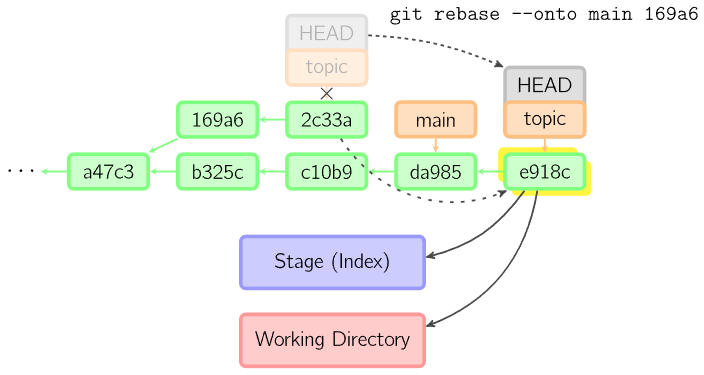 git rebase --onto main 169a6
HEAD
topic
HEAD
topic
169a6
2c33a
main
... a47c3
b325c
c10b9
da985
e918c
Stage (Index)
Working Directory